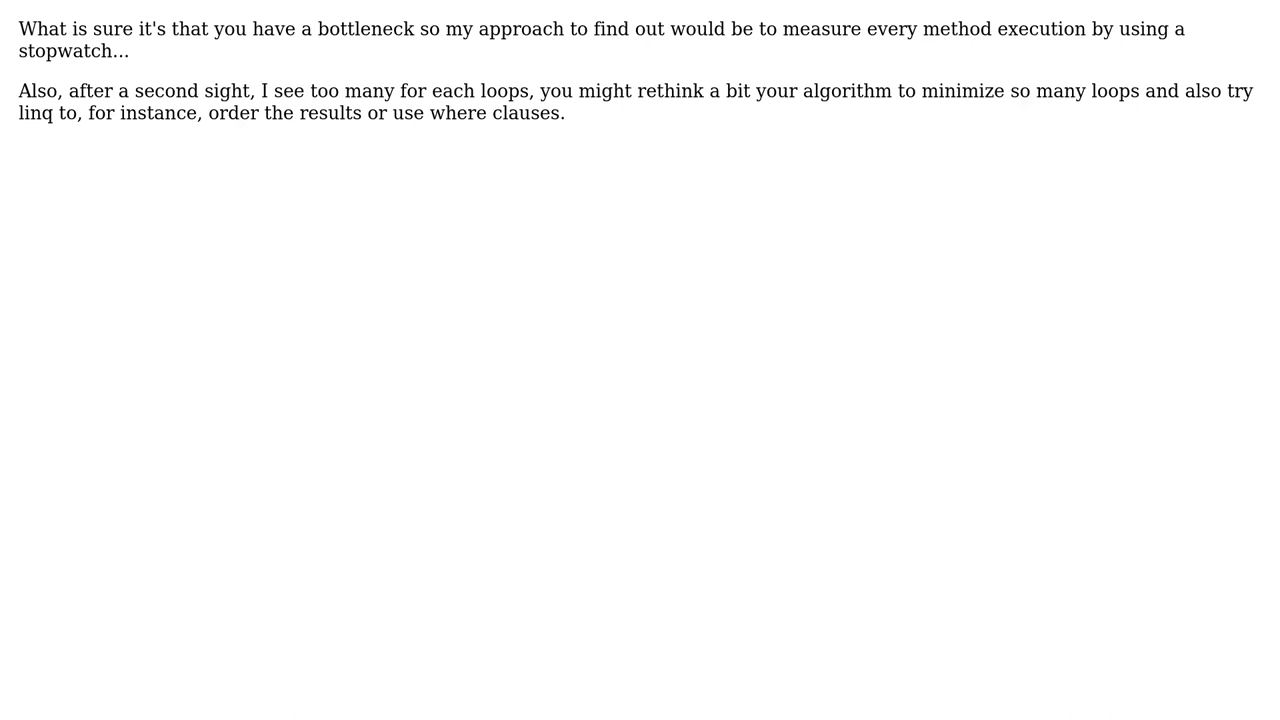 What is sure it's that you have a bottleneck so my approach to find out would be to measure every method execution by using a
stopwatch...
Also, after a second sight, I see too many for each loops, you might rethink a bit your algorithm to minimize so many loops and also try
linq to, for instance, order the results or use where clauses.